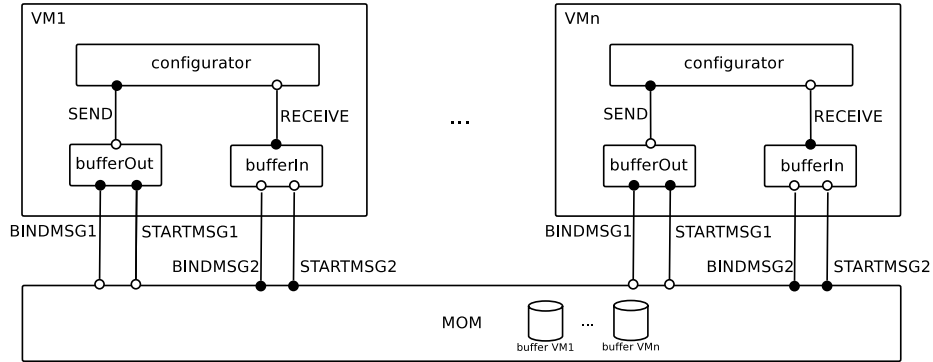 VM1
VMn
configurator
configurator
SEND
RECEIVE
...
SEND
RECEIVE
bufferOut
bufferIn
bufferOut
bufferIn
BINDMSG1
STARTMSG1
BINDMSG1
STARTMSG1
BINDMSG2
STARTMSG2
BINDMSG2
STARTMSG2
MOM
...
buffer VM1
buffer VMn